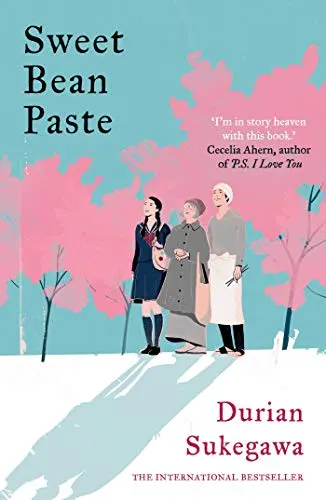 Sweet
Bean
Paste
‘I’m in story heaven
with this book.’
Cecelia Ahern, author
of P.S. I Love You
Durian
Sukegawa
THE INTERNATIONAL BESTSELLER